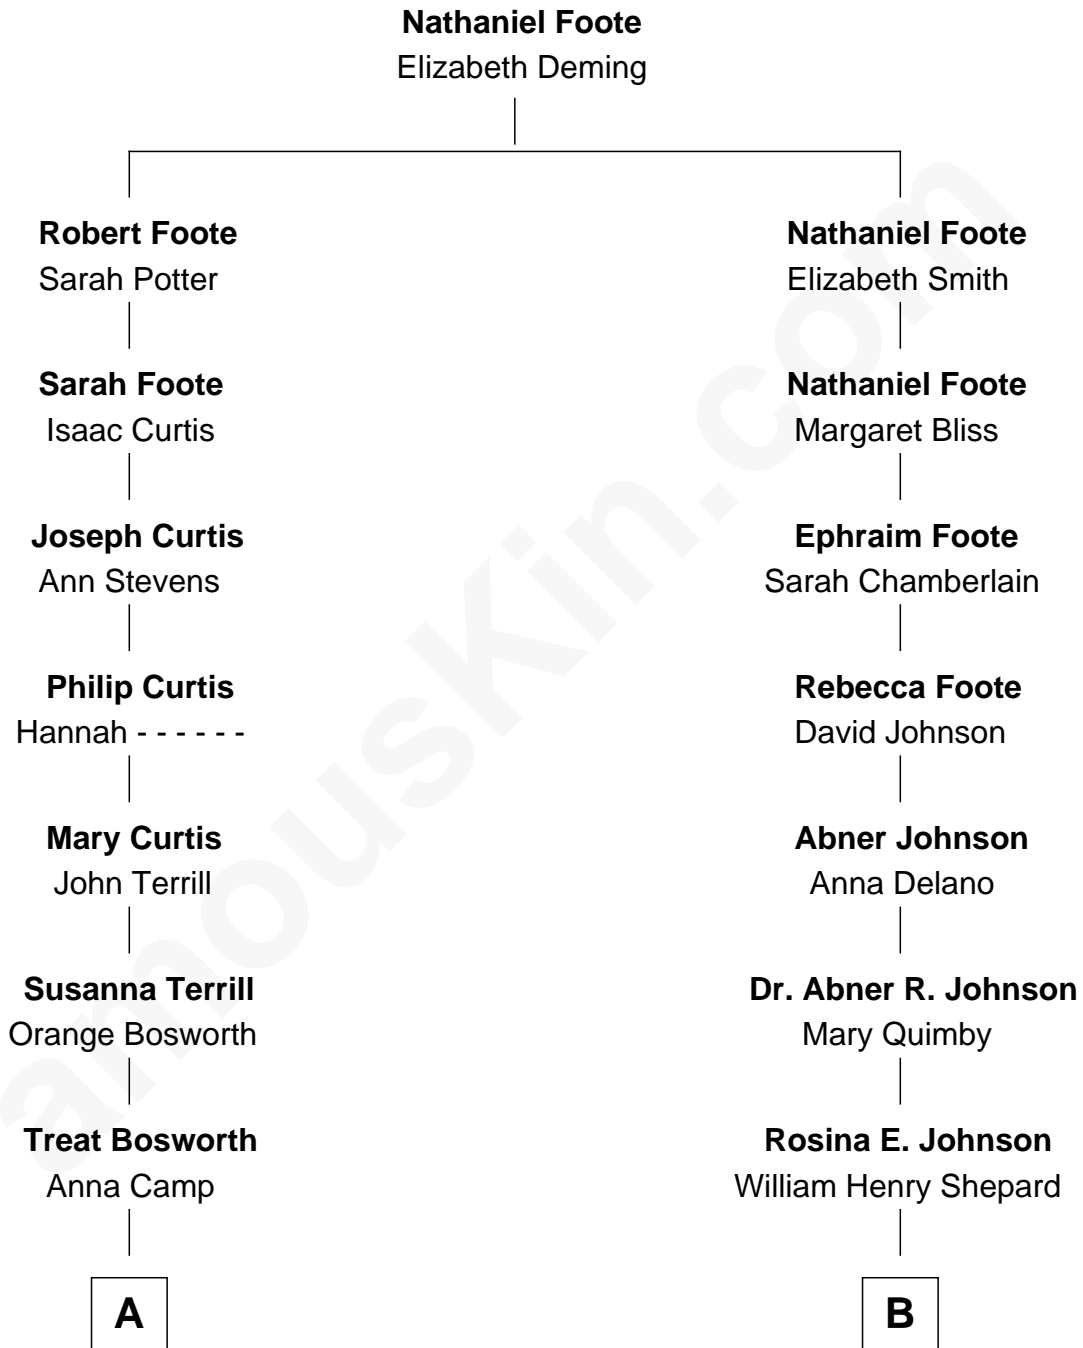 Nathaniel Foote
Elizabeth Deming
Robert Foote
Sarah Potter
Sarah Foote
Isaac Curtis
Joseph Curtis
Ann Stevens
Philip Curtis
Hannah - - - - - -
Mary Curtis
John Terrill
Susanna Terrill
Orange Bosworth
Treat Bosworth
Anna Camp
A
Nathaniel Foote
Elizabeth Smith
Nathaniel Foote
Margaret Bliss
Ephraim Foote
Sarah Chamberlain
Rebecca Foote
David Johnson
Abner Johnson
Anna Delano
Dr. Abner R. Johnson
Mary Quimby
Rosina E. Johnson
William Henry Shepard
B
amousKin.com